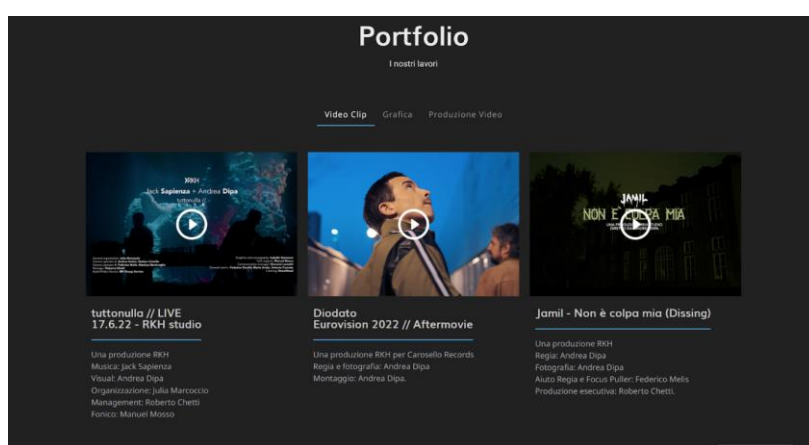 Portfolio
I nostri lavori
Video Clip Grafica Produzione Video
RKH
Jack Sapienza + Andrea Dipa
tuttonulla //
JAMIL
NON È COLPA MIA
tuttonulla // LIVE
17.6.22 - RKH studio
Una produzione RKH
Musica: Jack Sapienza
Visual: Andrea Dipa
Organizzazione: Julia Marcoccio
Management: Roberto Chetti
Fonico: Manuel Mosso
Diodato
Eurovision 2022 // Aftermovie
Una produzione RKH per Carosello Records
Regia e fotografia: Andrea Dipa
Montaggio: Andrea Dipa.
Jamil - Non è colpa mia (Dissing)
Una produzione RKH
Regia: Andrea Dipa
Fotografia: Andrea Dipa
Aiuto Regia e Focus Puller: Federico Melis
Produzione esecutiva: Roberto Chetti.